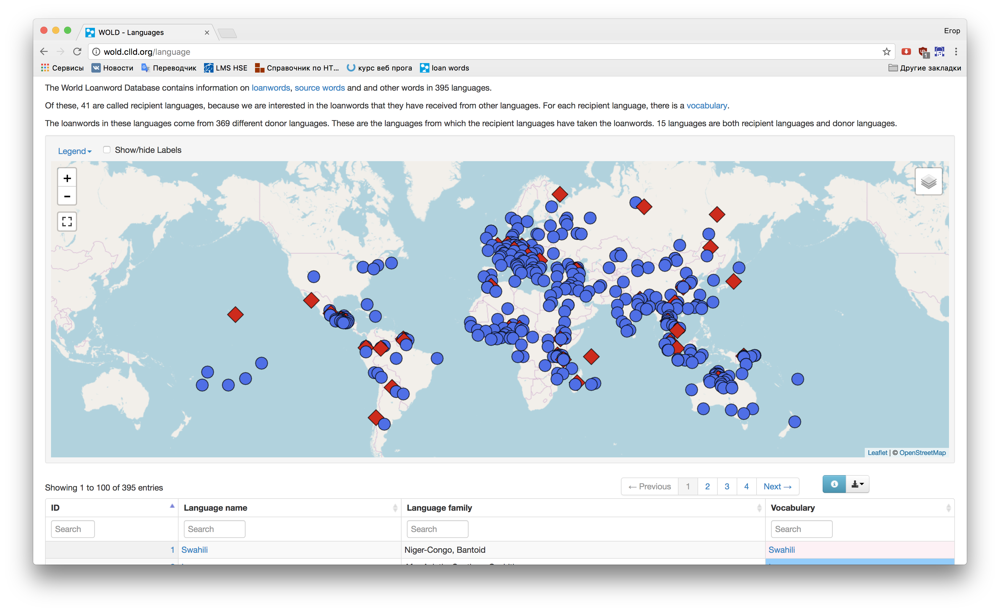 WOLD - Languages
Егор
wold.clld.org/language
1
Сервисы
Новости
Переводчик
LMS HSE
Справочник по HT...
курс веб прога
loan words
Другие закладки
The World Loanword Database contains information on loanwords, source words and and other words in 395 languages.
Of these, 41 are called recipient languages, because we are interested in the loanwords that they have received from other languages. For each recipient language, there is a vocabulary.
The loanwords in these languages come from 369 different donor languages. These are the languages from which the recipient languages have taken the loanwords. 15 languages are both recipient languages and donor languages.
Legend
Show/hide Labels
+
−
Leaflet | © OpenStreetMap
Showing 1 to 100 of 395 entries
← Previous 1 2 3 4 Next →
ID Language name Language family Vocabulary
Search Search Search Search
1 Swahili Niger-Congo, Bantoid Swahili